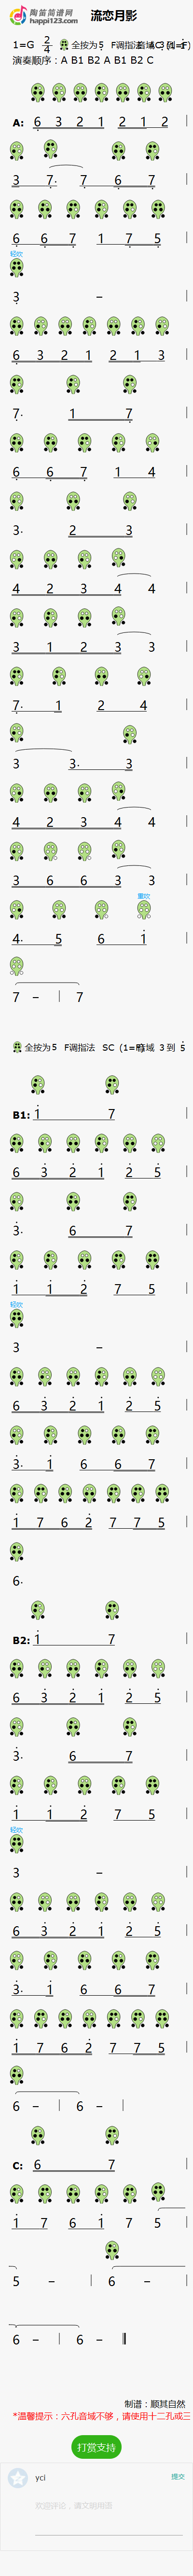 陶笛简谱网
www.happi123.com
流恋月影
1=G 2/4 全按为5 F调指法
演奏顺序：A B1 B2 A B1 B2 C
A: 6 3 2 1 2 1 2
3 7· 7 6 7
6 6 7 1 7 5
轻吹
3 –
6 3 2 1 2 1 3
7· 1 7
6 6 7 1 4
3· 2 3
4 2 3 4 4
3 1 2 3 3
7· 1 2 4
3 3· 3
4 2 3 4 4
3 6 6 3 3
重吹
4· 5 6 1
7 – | 7
全按为5 F调指法 SC (1=F) 音域 3 到 5
B1: 1 7
6 3 2 1 2 5
3· 6 7
1 1 2 7 5
轻吹
3 –
6 3 2 1 2 5
3· 1 6 6 7
1 7 6 2 7 7 5
6·
B2: 1 7
6 3 2 1 2 5
3· 6 7
1 1 2 7 5
轻吹
3 –
6 3 2 1 2 5
3· 1 6 6 7
1 7 6 2 7 7 5
6 – | 6 – |
C: 6 7
1 7 6 1 7 5
5 – | 6 – |
6 – | 6 –
制谱：顺其自然
*温馨提示：六孔音域不够，请使用十二孔或三
打赏支持
yci 提交
欢迎评论，请文明用语